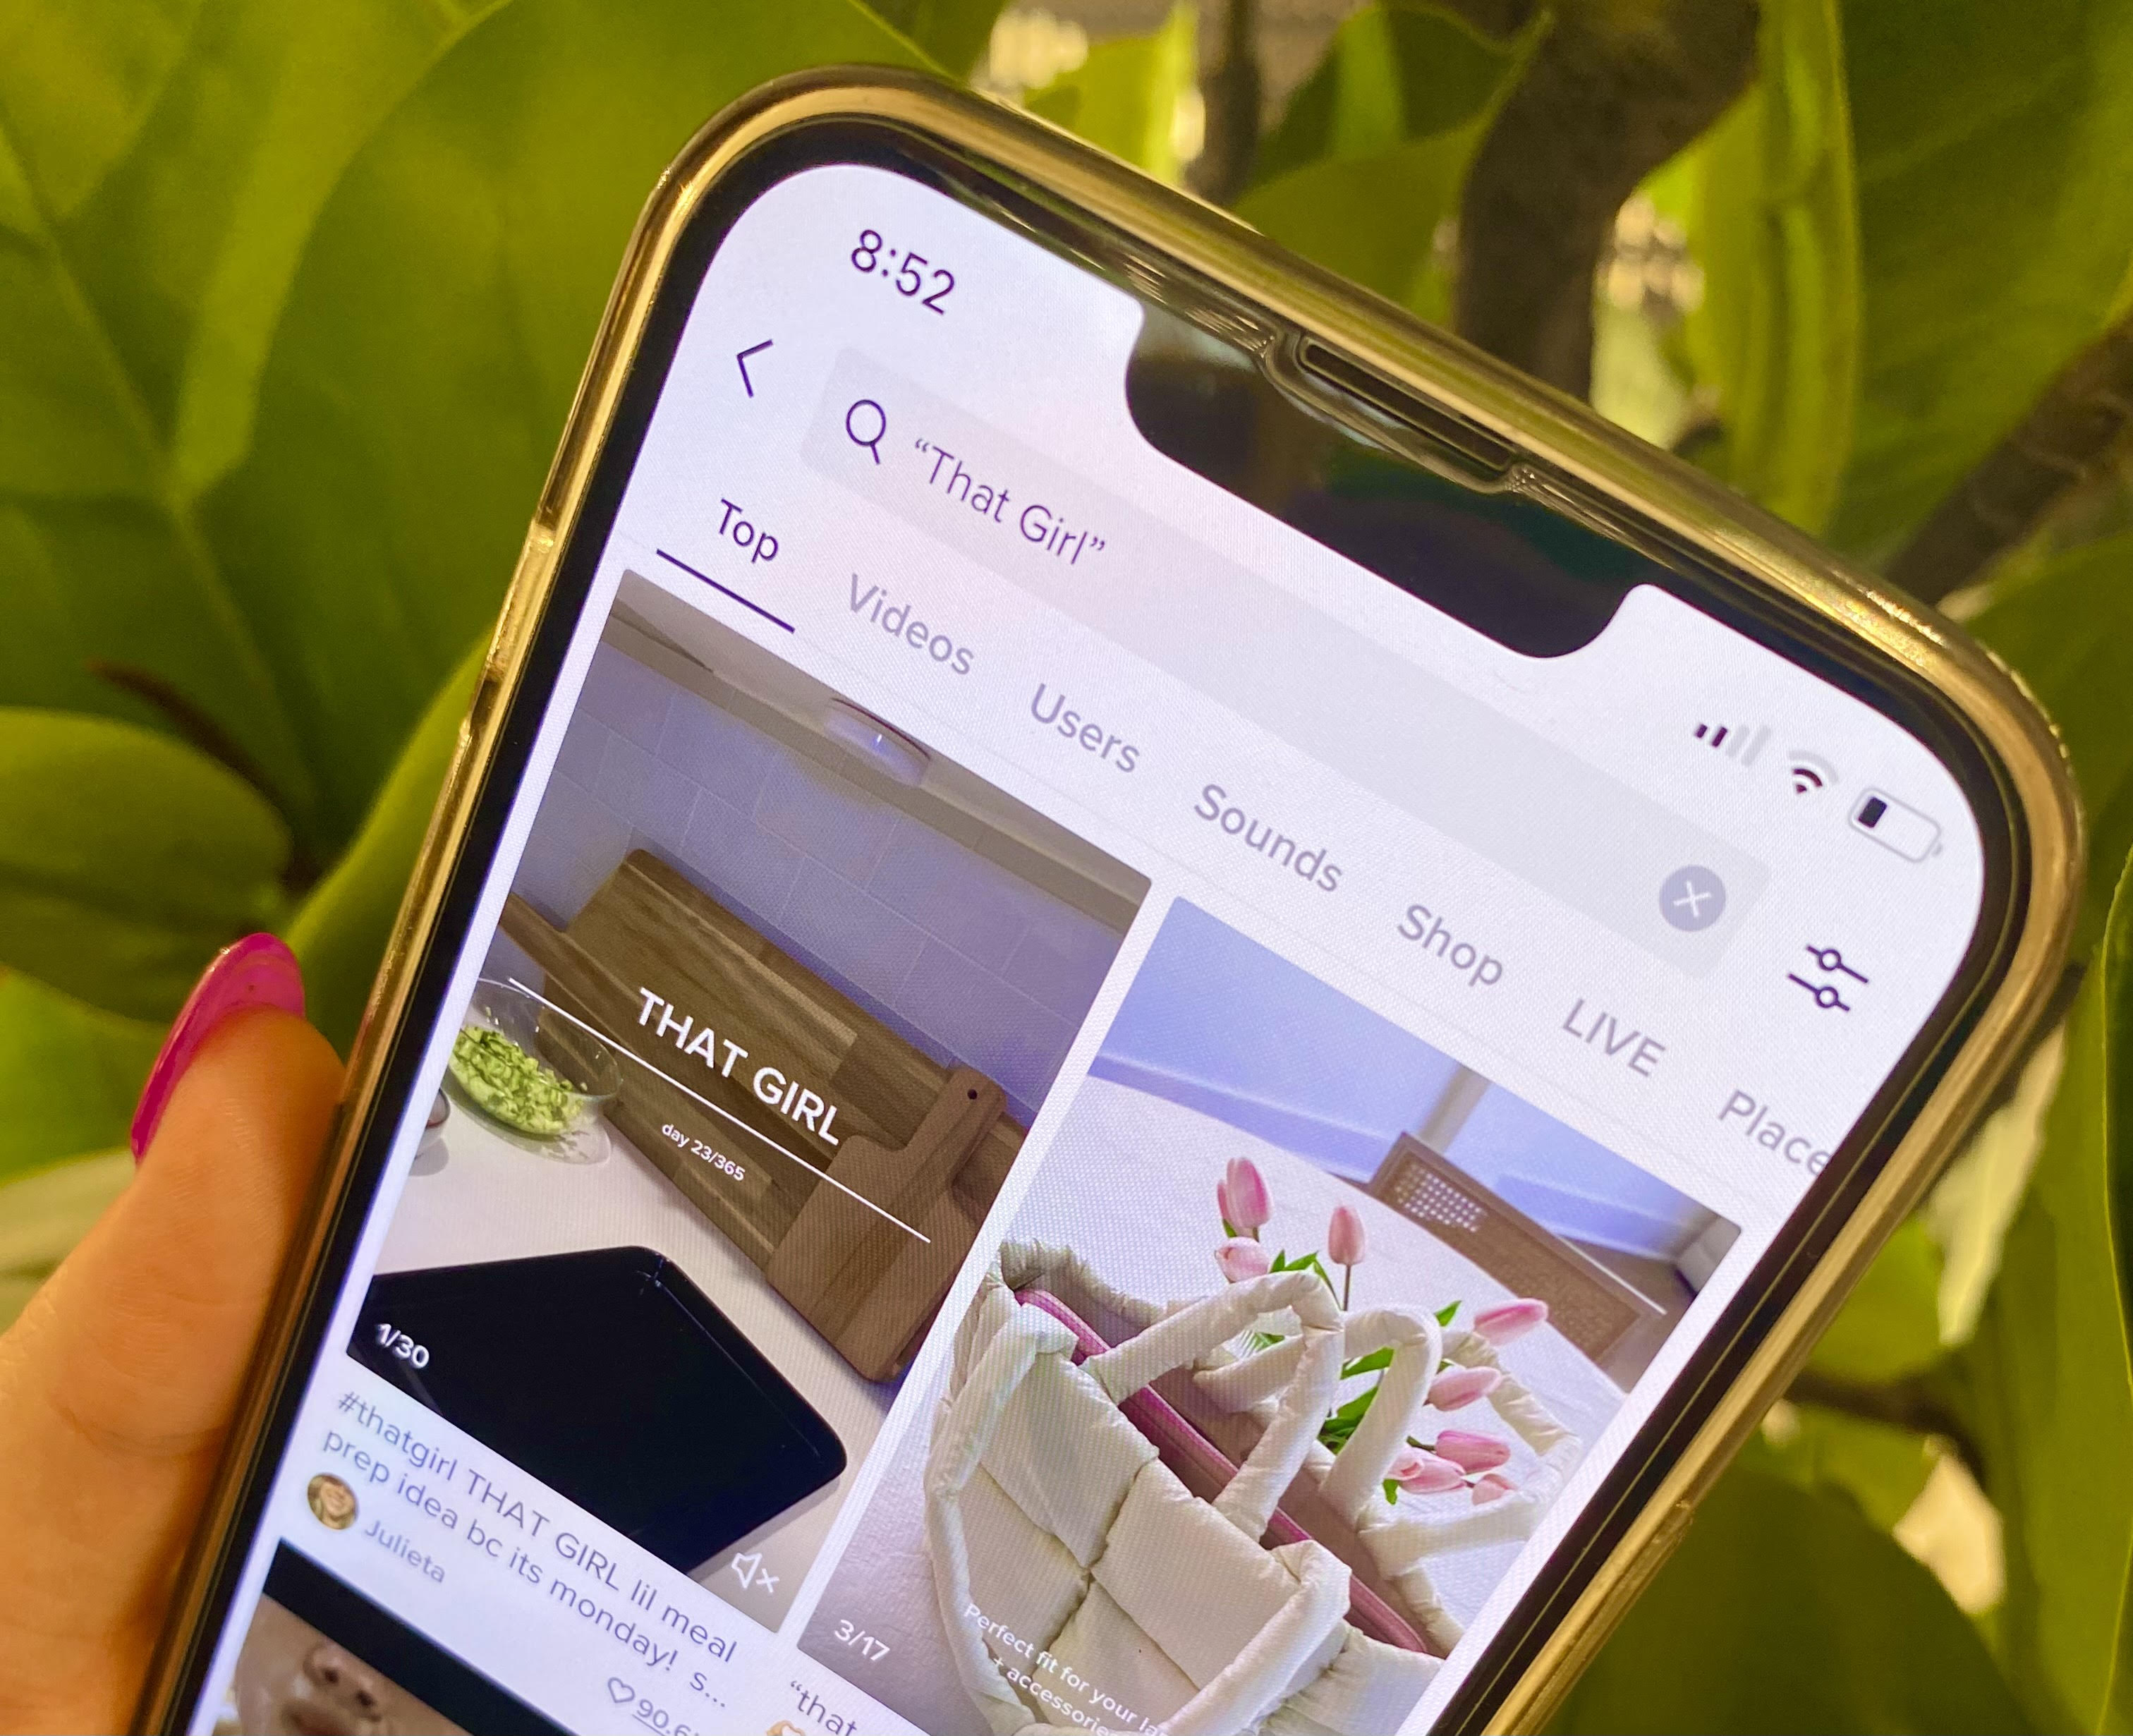 8:52
“That Girl”
Top
Videos
Users
Sounds
Shop
LIVE
Place
THAT GIRL
day 23/365
1/30
#thatgirl THAT GIRL lil meal
prep idea bc its monday! s...
Julieta
90.6
3/17
Perfect fit for your la
+ accessorie
“that